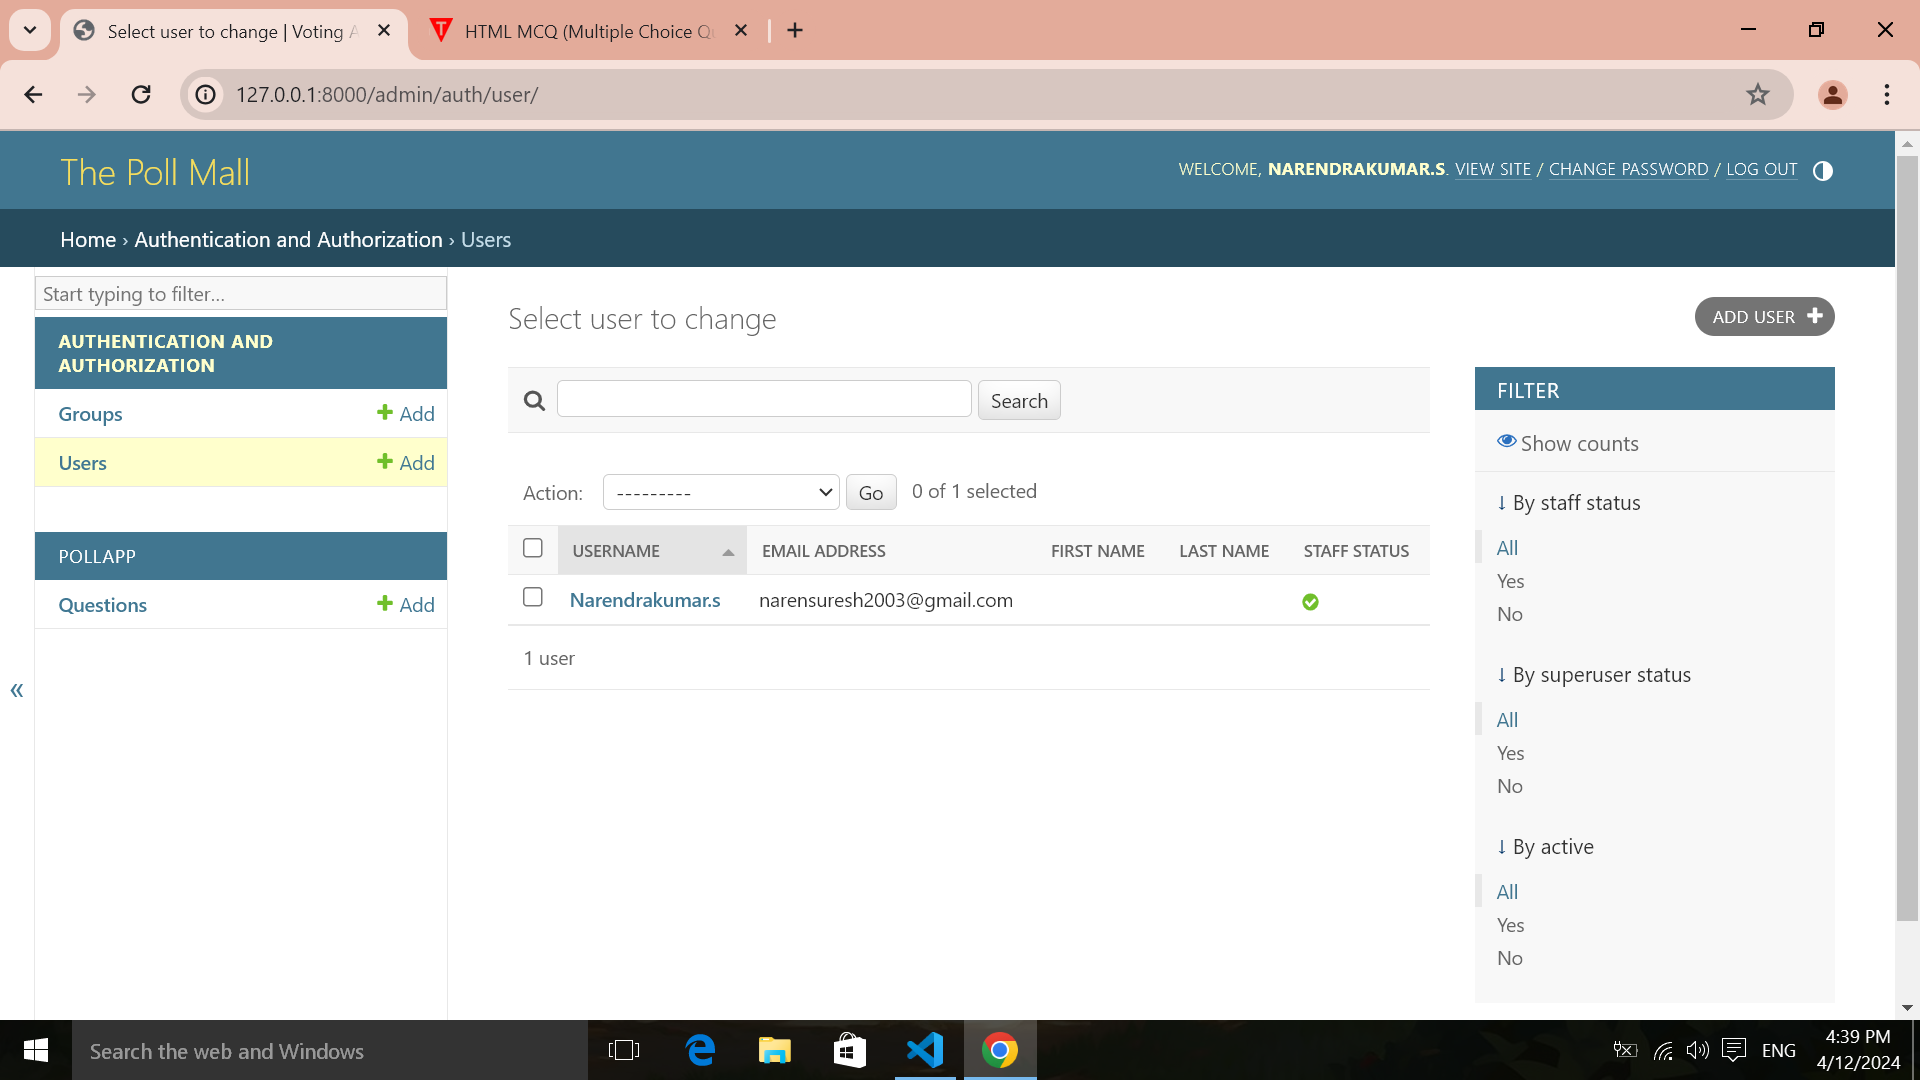 Select user to change | Voting A
HTML MCQ (Multiple Choice Qu
127.0.0.1:8000/admin/auth/user/
The Poll Mall
WELCOME, NARENDRAKUMAR.S. VIEW SITE / CHANGE PASSWORD / LOG OUT
Home › Authentication and Authorization › Users
Start typing to filter...
AUTHENTICATION AND
AUTHORIZATION
Groups
+ Add
Users
+ Add
POLLAPP
Questions
+ Add
«
Select user to change
ADD USER +
Search
Action:
---------
Go
0 of 1 selected
USERNAME EMAIL ADDRESS FIRST NAME LAST NAME STAFF STATUS
Narendrakumar.s narensuresh2003@gmail.com
1 user
FILTER
Show counts
↓ By staff status
All
Yes
No
↓ By superuser status
All
Yes
No
↓ By active
All
Yes
No
Search the web and Windows
ENG
4:39 PM
4/12/2024